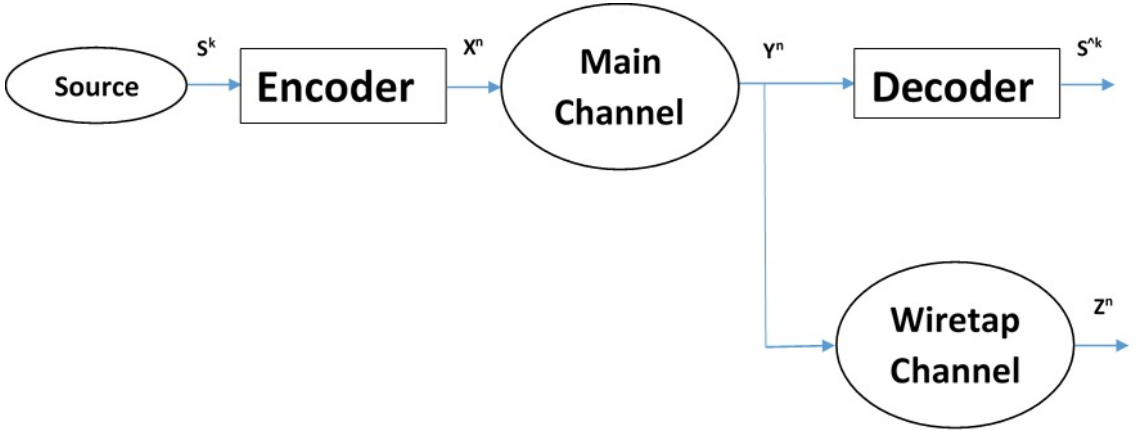 Source
S^k
Encoder
X^n
Main
Channel
Y^n
Decoder
S^^k
Wiretap
Channel
Z^n